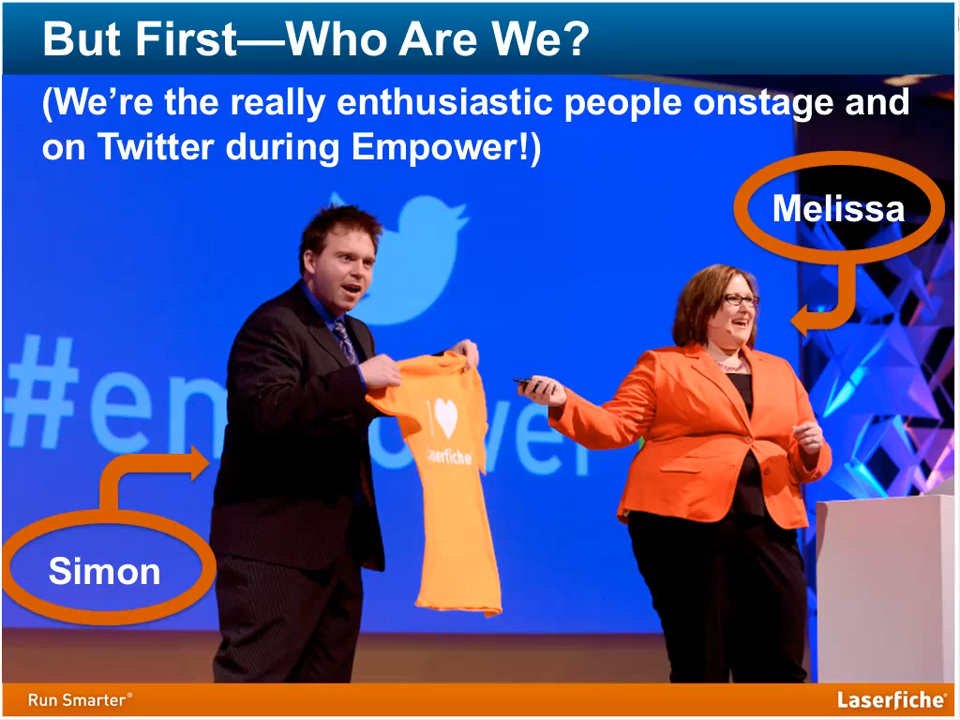 But First—Who Are We?
(We’re the really enthusiastic people onstage and
on Twitter during Empower!)
Melissa
#empower
I
Laserfiche
Simon
Run Smarter®
Laserfiche®